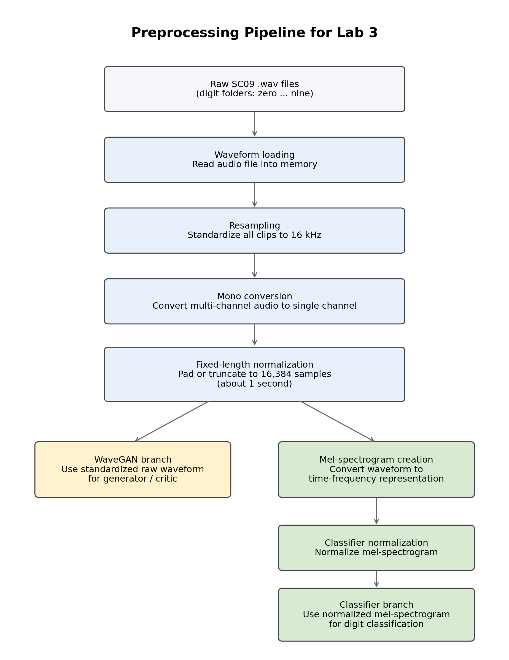 Preprocessing Pipeline for Lab 3
Raw SC09 .wav files
(digit folders: zero ... nine)
Waveform loading
Read audio file into memory
Resampling
Standardize all clips to 16 kHz
Mono conversion
Convert multi-channel audio to single channel
Fixed-length normalization
Pad or truncate to 16,384 samples
(about 1 second)
WaveGAN branch
Use standardized raw waveform
for generator / critic
Mel-spectrogram creation
Convert waveform to
time-frequency representation
Classifier normalization
Normalize mel-spectrogram
Classifier branch
Use normalized mel-spectrogram
for digit classification